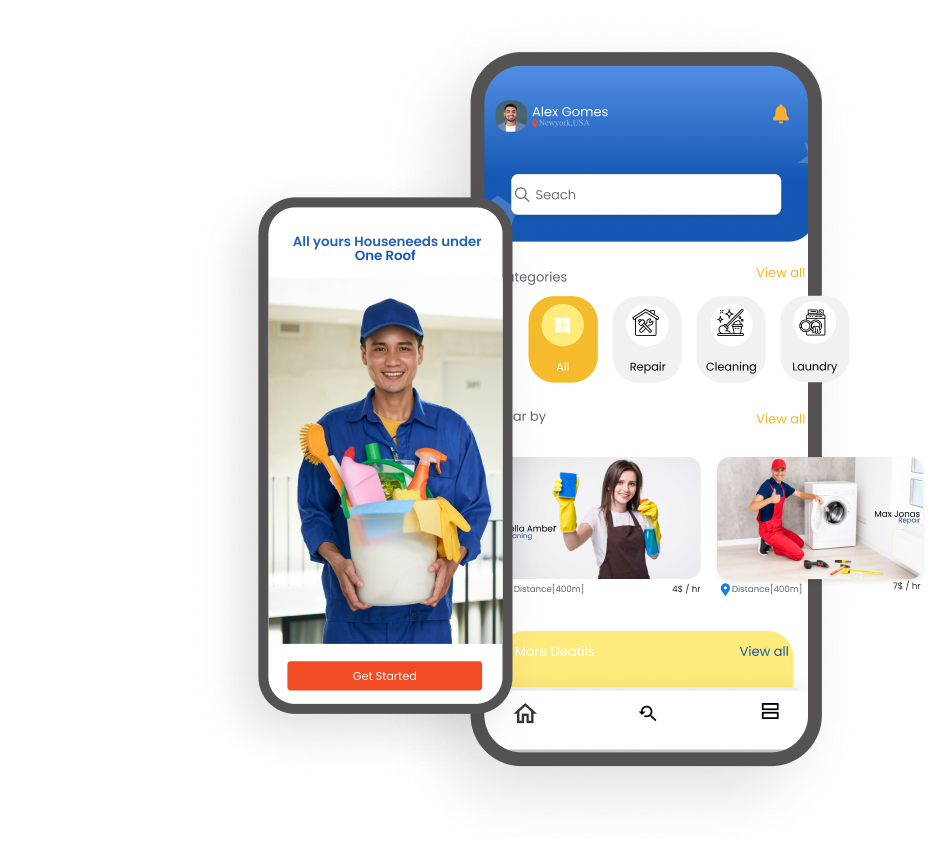 Alex Gomes
Newyork,USA
Seach
All yours Houseneeds under
One Roof
Get Started
tegories
View all
All
Repair
Cleaning
Laundry
ar by
View all
lla Amber
ning
Max Jonas
Repair
Distance[400m]
4$ / hr
Distance[400m]
7$ / hr
More Deatils
View all